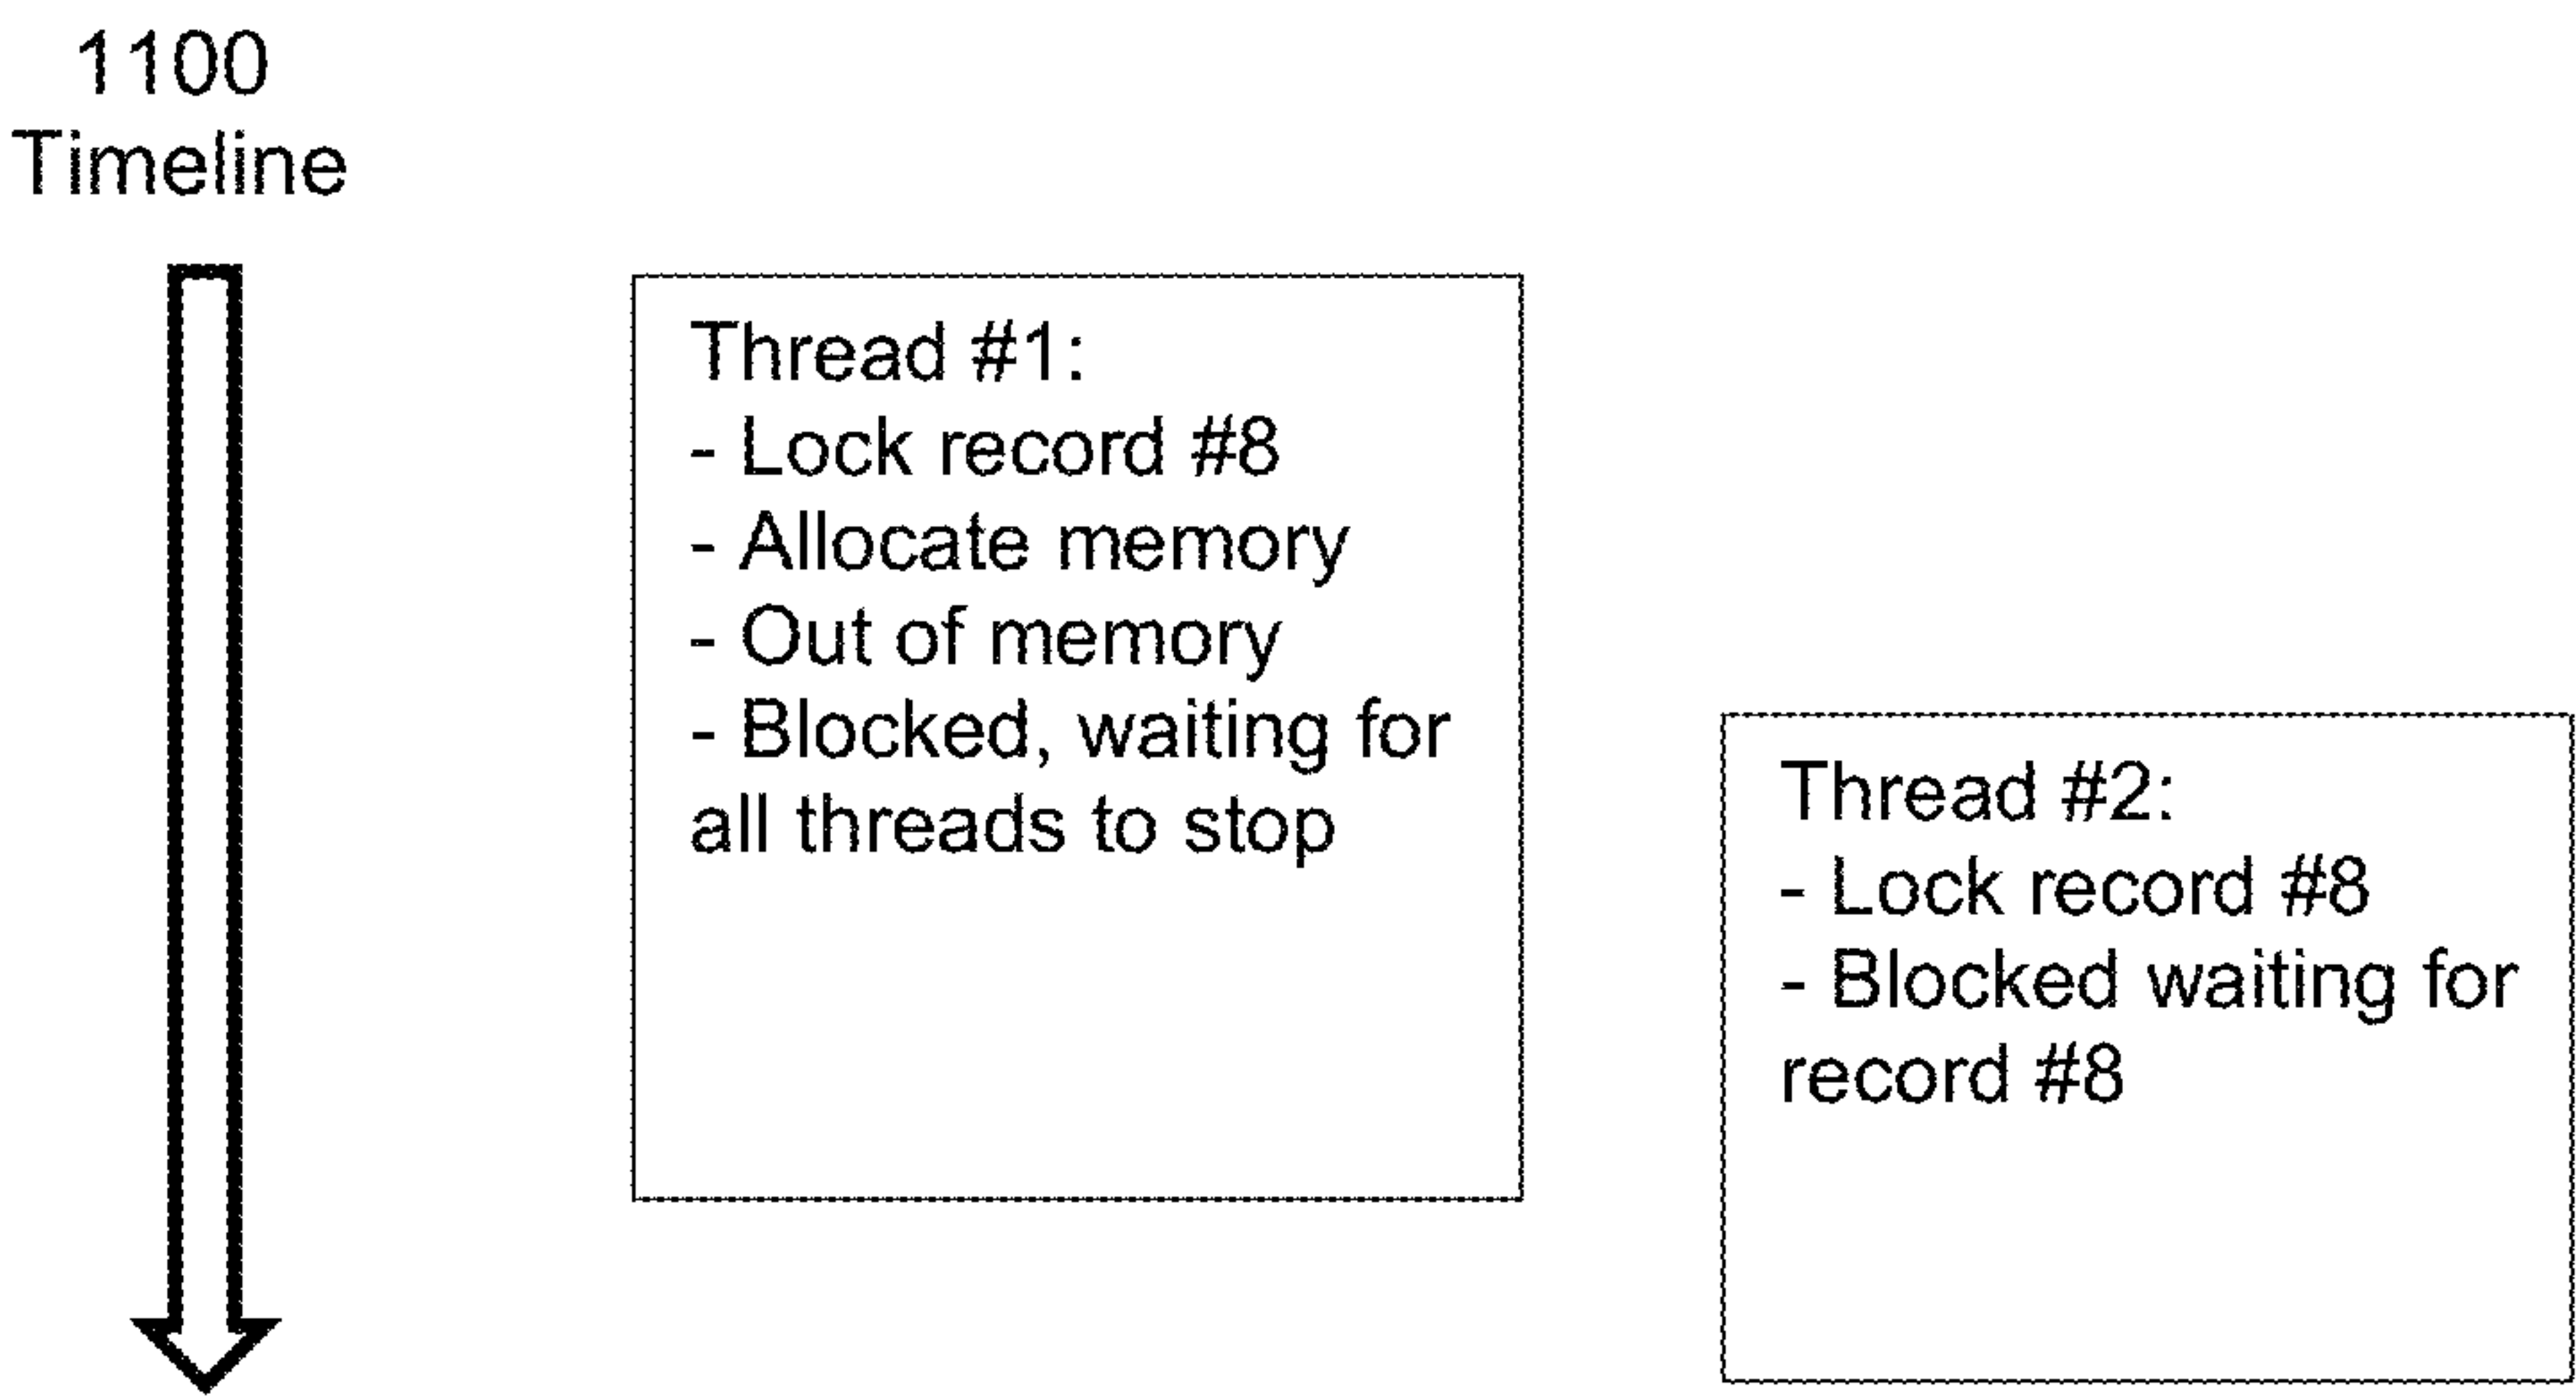 1100
Timeline
Thread #1:
- Lock record #8
- Allocate memory
- Out of memory
- Blocked, waiting for
all threads to stop
Thread #2:
- Lock record #8
- Blocked waiting for
record #8